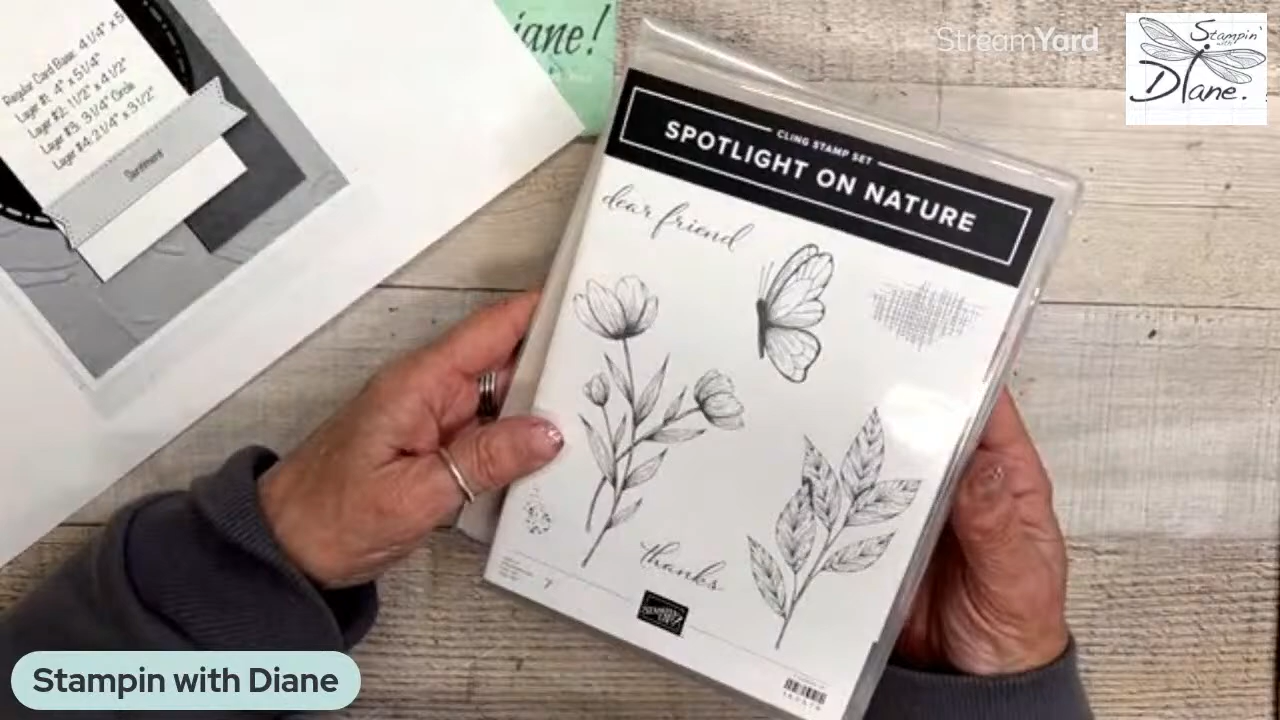 Regular Card Base: 4 1/4" x 5
Layer #1: 4" x 5 1/4"
Layer #2: 1 1/2" x 4 1/2"
Layer #3: 3 1/4" Circle
Layer #4: 2 1/4" x 3 1/2"
Sentiment
iane!
StreamYard
Stampin'
with
Diane.
CLING STAMP SET
SPOTLIGHT ON NATURE
dear friend
thanks
STAMPIN' UP!
Stampin with Diane